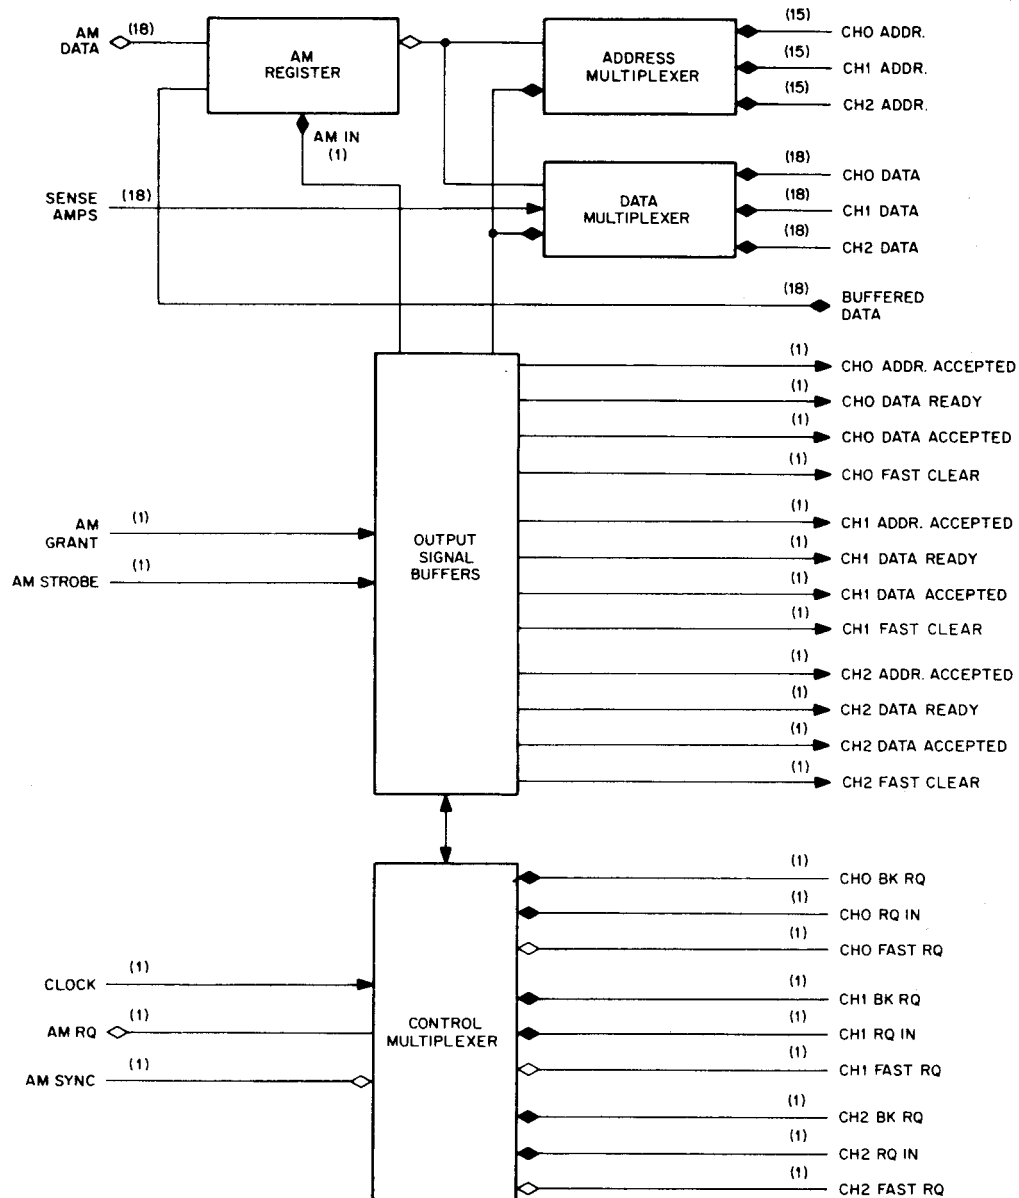 AM
DATA
(18)
AM
REGISTER
AM IN
(1)
ADDRESS
MULTIPLEXER
(15)
CH0 ADDR.
(15)
CH1 ADDR.
(15)
CH2 ADDR.
SENSE
AMPS
(18)
DATA
MULTIPLEXER
(18)
CH0 DATA
(18)
CH1 DATA
(18)
CH2 DATA
(18)
BUFFERED
DATA
(1)
CH0 ADDR. ACCEPTED
(1)
CH0 DATA READY
(1)
CH0 DATA ACCEPTED
(1)
CH0 FAST CLEAR
AM
GRANT
(1)
AM STROBE
(1)
OUTPUT
SIGNAL
BUFFERS
(1)
CH1 ADDR. ACCEPTED
(1)
CH1 DATA READY
(1)
CH1 DATA ACCEPTED
(1)
CH1 FAST CLEAR
(1)
CH2 ADDR. ACCEPTED
(1)
CH2 DATA READY
(1)
CH2 DATA ACCEPTED
(1)
CH2 FAST CLEAR
(1)
CH0 BK RQ
(1)
CH0 RQ IN
(1)
CH0 FAST RQ
CLOCK
(1)
AM RQ
(1)
AM SYNC
(1)
CONTROL
MULTIPLEXER
(1)
CH1 BK RQ
(1)
CH1 RQ IN
(1)
CH1 FAST RQ
(1)
CH2 BK RQ
(1)
CH2 RQ IN
(1)
CH2 FAST RQ